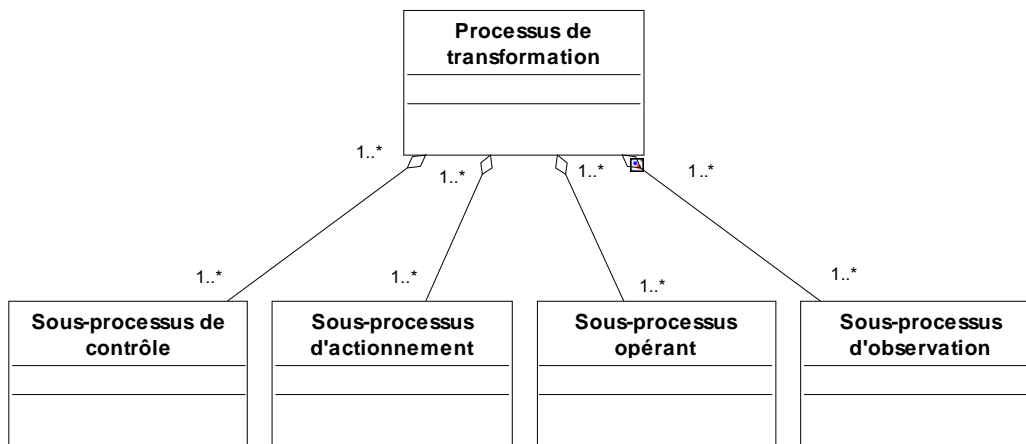 Processus de
transformation
1..*
1..*
1..*
1..*
1..*
1..*
1..*
1..*
Sous-processus de
contrôle
Sous-processus
d'actionnement
Sous-processus
opérant
Sous-processus
d'observation